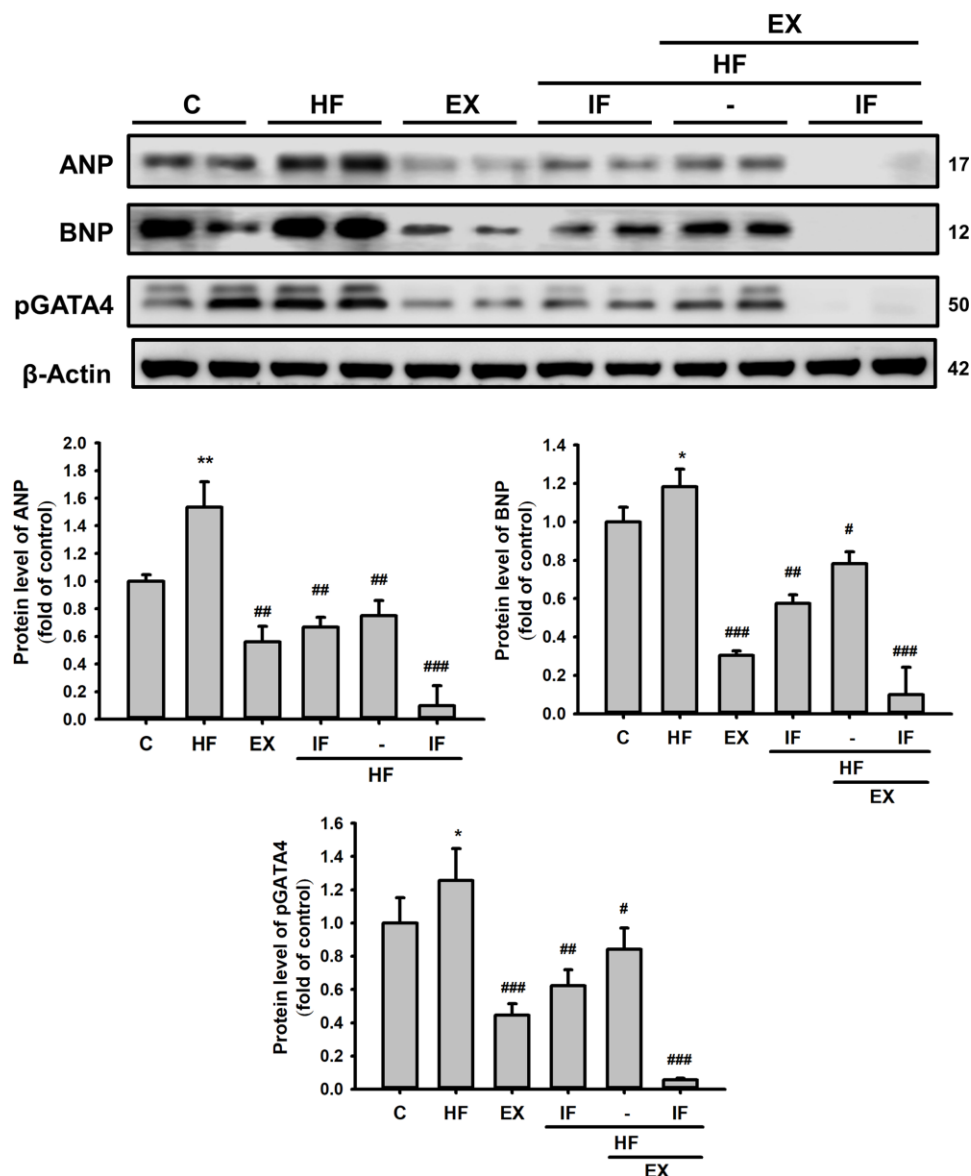 EX
HF
C HF EX IF - IF
ANP 17
BNP 12
pGATA4 50
β-Actin 42
Protein level of ANP
(fold of control)
2.0
1.8
1.6
1.4
1.2
1.0
0.8
0.6
0.4
0.2
0.0
**
##
##
##
###
C HF EX IF - IF
HF
Protein level of BNP
(fold of control)
1.4
1.2
1.0
0.8
0.6
0.4
0.2
0.0
*
###
##
#
###
C HF EX IF - IF
HF
EX
Protein level of pGATA4
(fold of control)
1.6
1.4
1.2
1.0
0.8
0.6
0.4
0.2
0.0
*
###
##
#
###
C HF EX IF - IF
HF
EX